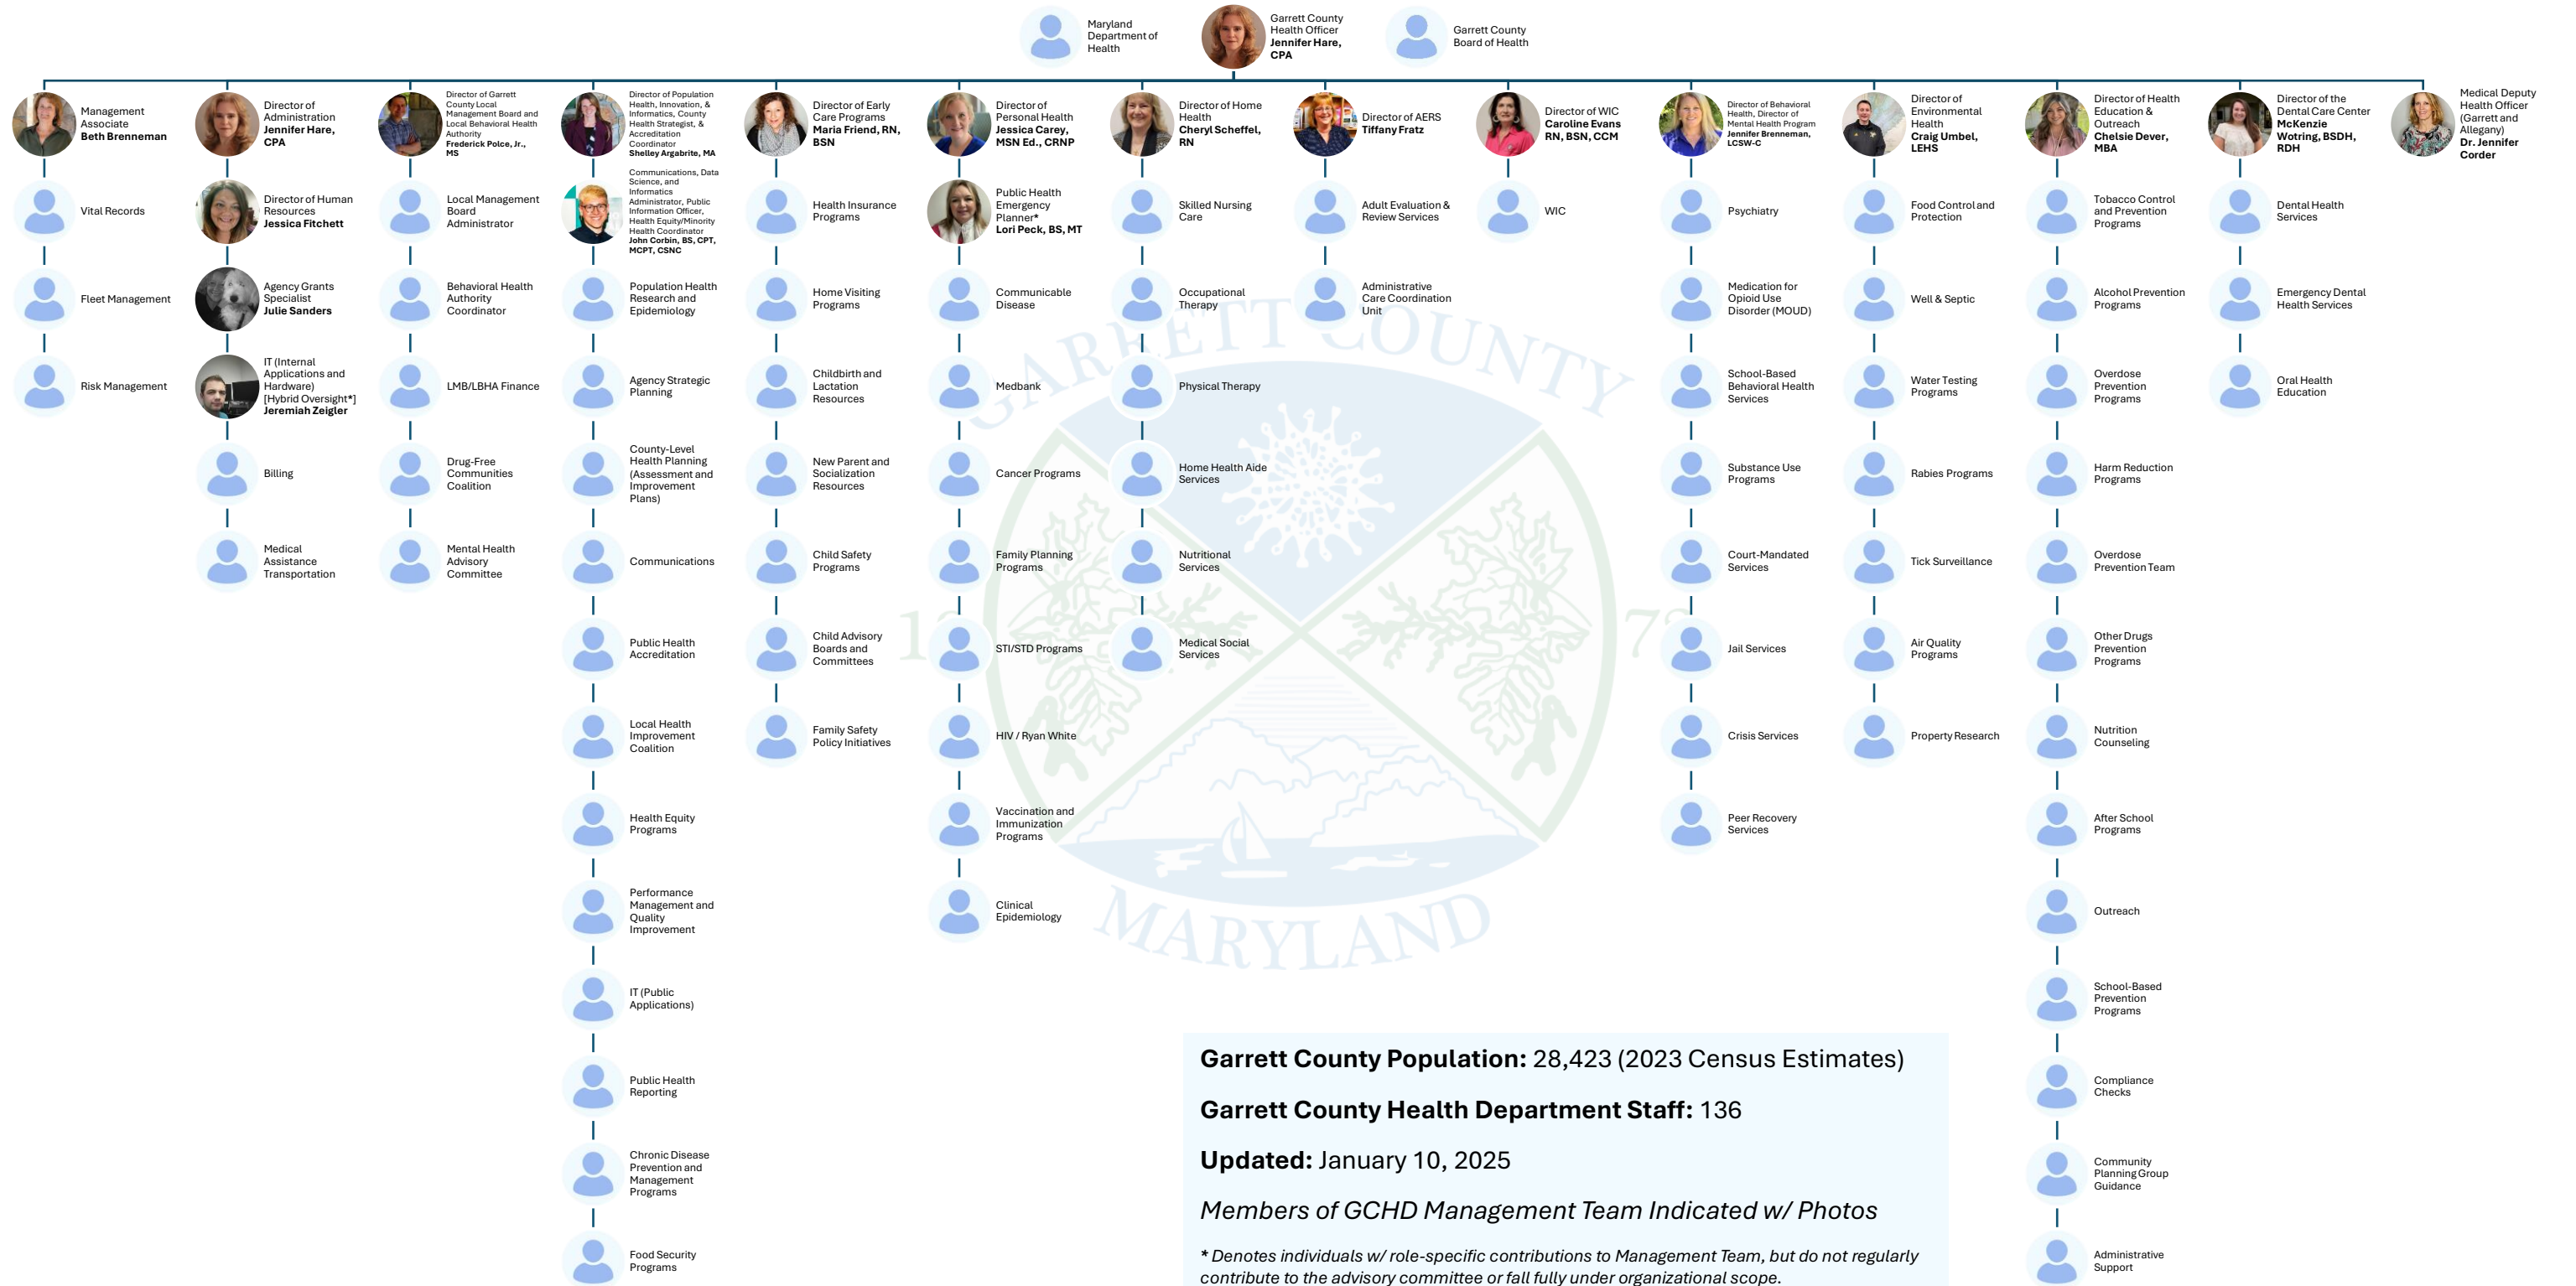 Maryland
Department of
Health
Garrett County
Health Officer
Jennifer Hare,
CPA
Garrett County
Board of Health
Management
Associate
Beth Brenneman
Vital Records
Fleet Management
Risk Management
Director of
Administration
Jennifer Hare,
CPA
Director of Human
Resources
Jessica Fitchett
Agency Grants
Specialist
Julie Sanders
IT (Internal
Applications and
Hardware)
[Hybrid Oversight*]
Jeremiah Zeigler
Billing
Medical
Assistance
Transportation
Director of Garrett
County Local
Management Board and
Local Behavioral Health
Authority
Frederick Polce, Jr.,
MS
Local Management
Board
Administrator
Behavioral Health
Authority
Coordinator
LMB/LBHA Finance
Drug-Free
Communities
Coalition
Mental Health
Advisory
Committee
Director of Population
Health, Innovation, &
Informatics, County
Health Strategist, &
Accreditation
Coordinator
Shelley Argabrite, MA
Communications, Data
Science, and
Informatics
Administrator, Public
Information Officer,
Health Equity/Minority
Health Coordinator
John Corbin, BS, CPT,
MCPT, CSNC
Population Health
Research and
Epidemiology
Agency Strategic
Planning
County-Level
Health Planning
(Assessment and
Improvement
Plans)
Communications
Public Health
Accreditation
Local Health
Improvement
Coalition
Health Equity
Programs
Performance
Management and
Quality
Improvement
IT (Public
Applications)
Public Health
Reporting
Chronic Disease
Prevention and
Management
Programs
Food Security
Programs
Director of Early
Care Programs
Maria Friend, RN,
BSN
Health Insurance
Programs
Home Visiting
Programs
Childbirth and
Lactation
Resources
New Parent and
Socialization
Resources
Child Safety
Programs
Child Advisory
Boards and
Committees
Family Safety
Policy Initiatives
Director of
Personal Health
Jessica Carey,
MSN Ed., CRNP
Public Health
Emergency
Planner*
Lori Peck, BS, MT
Communicable
Disease
Medbank
Cancer Programs
Family Planning
Programs
STI/STD Programs
HIV / Ryan White
Vaccination and
Immunization
Programs
Clinical
Epidemiology
Director of Home
Health
Cheryl Scheffel,
RN
Skilled Nursing
Care
Occupational
Therapy
Physical Therapy
Home Health Aide
Services
Nutritional
Services
Medical Social
Services
Director of AERS
Tiffany Fratz
Adult Evaluation &
Review Services
Administrative
Care Coordination
Unit
Director of WIC
Caroline Evans
RN, BSN, CCM
WIC
Director of Behavioral
Health, Director of
Mental Health Program
Jennifer Brenneman,
LCSW-C
Psychiatry
Medication for
Opioid Use
Disorder (MOUD)
School-Based
Behavioral Health
Services
Substance Use
Programs
Court-Mandated
Services
Jail Services
Crisis Services
Peer Recovery
Services
Director of
Environmental
Health
Craig Umbel,
LEHS
Food Control and
Protection
Well & Septic
Water Testing
Programs
Rabies Programs
Tick Surveillance
Air Quality
Programs
Property Research
Director of Health
Education &
Outreach
Chelsie Dever,
MBA
Tobacco Control
and Prevention
Programs
Alcohol Prevention
Programs
Overdose
Prevention
Programs
Harm Reduction
Programs
Overdose
Prevention Team
Other Drugs
Prevention
Programs
Nutrition
Counseling
After School
Programs
Outreach
School-Based
Prevention
Programs
Compliance
Checks
Community
Planning Group
Guidance
Administrative
Support
Director of the
Dental Care Center
McKenzie
Wotring, BSDH,
RDH
Dental Health
Services
Emergency Dental
Health Services
Oral Health
Education
Medical Deputy
Health Officer
(Garrett and
Allegany)
Dr. Jennifer
Corder
GARRETT COUNTY
MARYLAND
Garrett County Population: 28,423 (2023 Census Estimates)
Garrett County Health Department Staff: 136
Updated: January 10, 2025
Members of GCHD Management Team Indicated w/ Photos
* Denotes individuals w/ role-specific contributions to Management Team, but do not regularly
contribute to the advisory committee or fall fully under organizational scope.